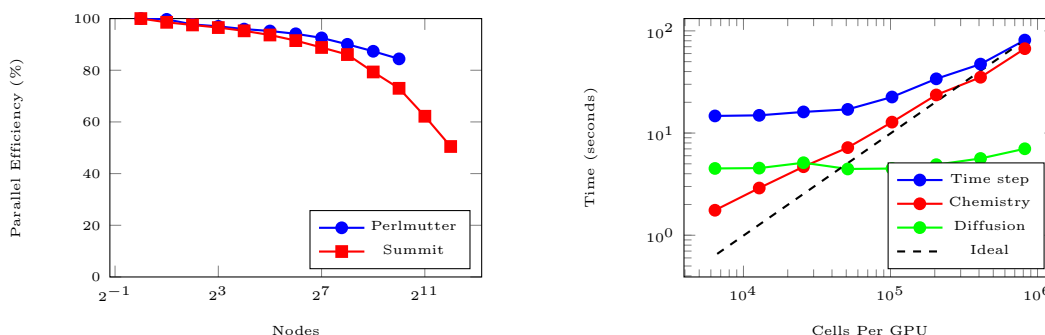 Parallel Efficiency (%)
100
80
60
40
20
0
2^−1
2^3
2^7
2^11
Nodes
Perlmutter
Summit
Time (seconds)
10^2
10^1
10^0
10^4
10^5
10^6
Cells Per GPU
Time step
Chemistry
Diffusion
Ideal